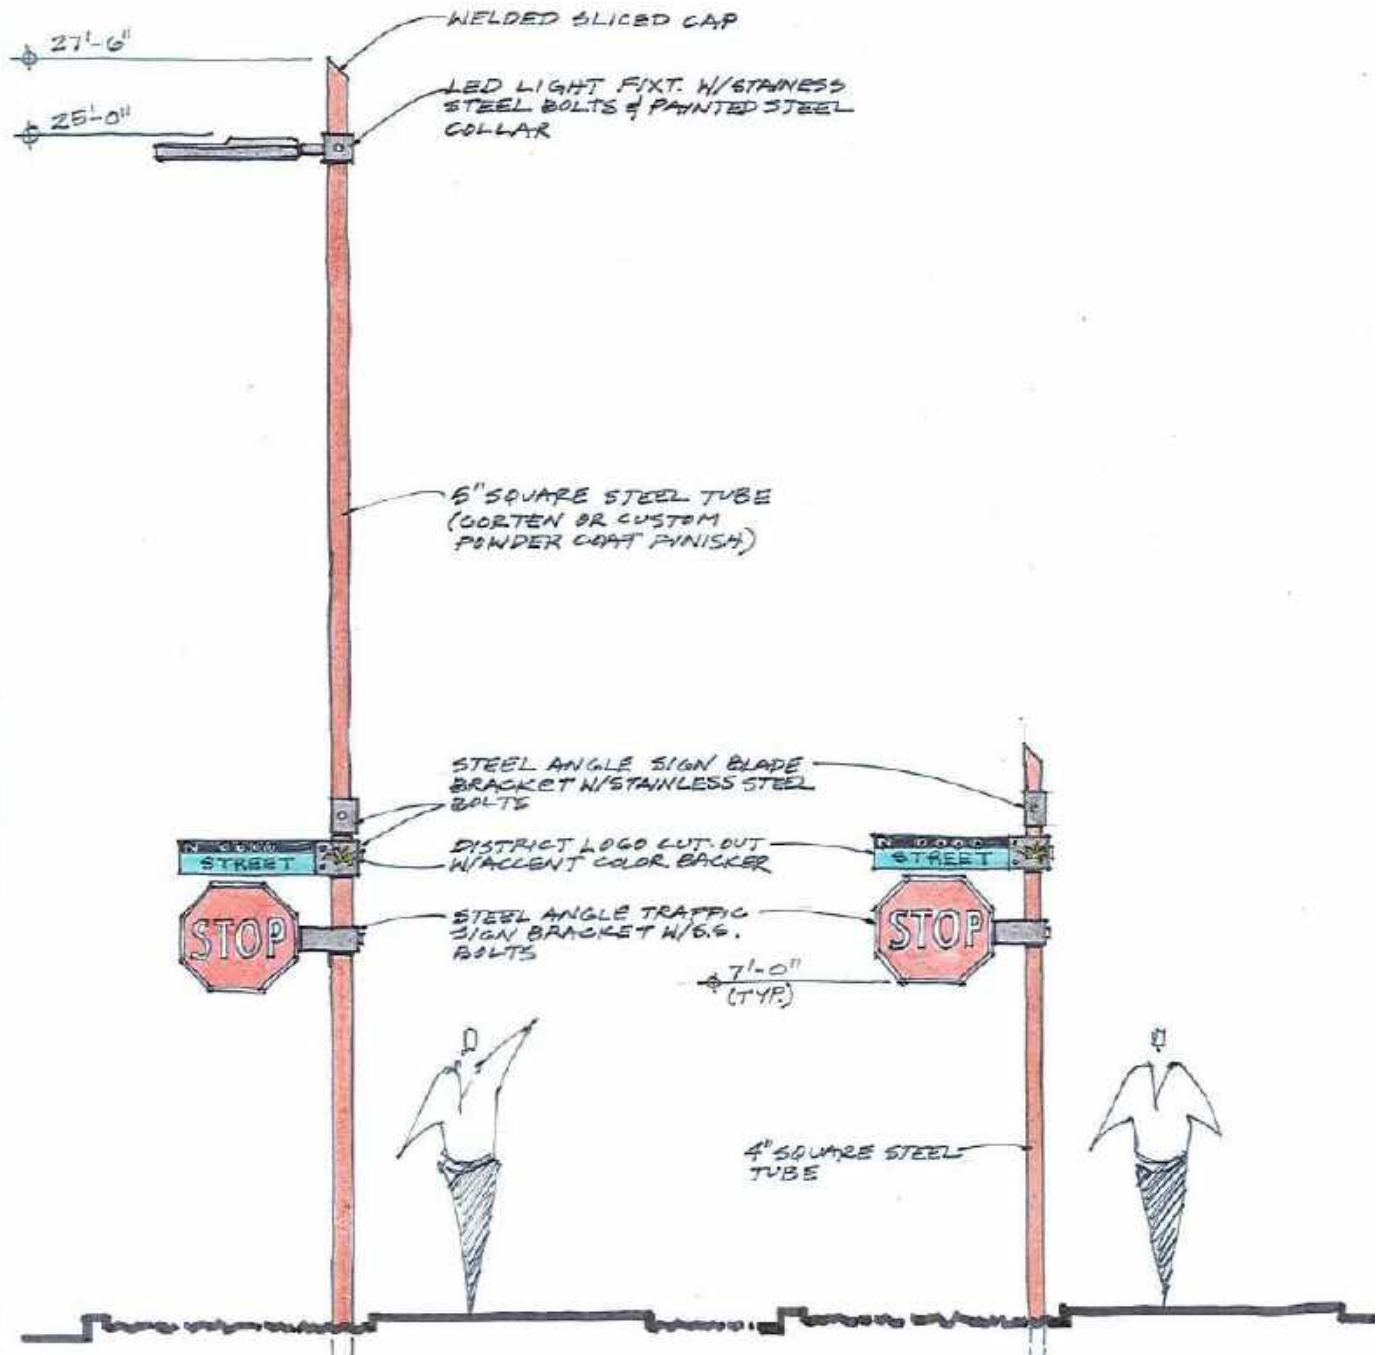 WELDED SLICED CAP
27'-6"
LED LIGHT FIXT. W/STAINESS
STEEL BOLTS & PAINTED STEEL
COLLAR
25'-0"
5" SQUARE STEEL TUBE
(CORTEN OR CUSTOM
POWDER COAT FINISH)
STEEL ANGLE SIGN BLADE
BRACKET W/STAINLESS STEEL
BOLTS
DISTRICT LOGO CUT-OUT
W/ACCENT COLOR BACKER
STREET
STREET
STEEL ANGLE TRAFFIC
SIGN BRACKET W/S.S.
BOLTS
STOP
STOP
7'-0"
(TYP.)
4" SQUARE STEEL
TUBE